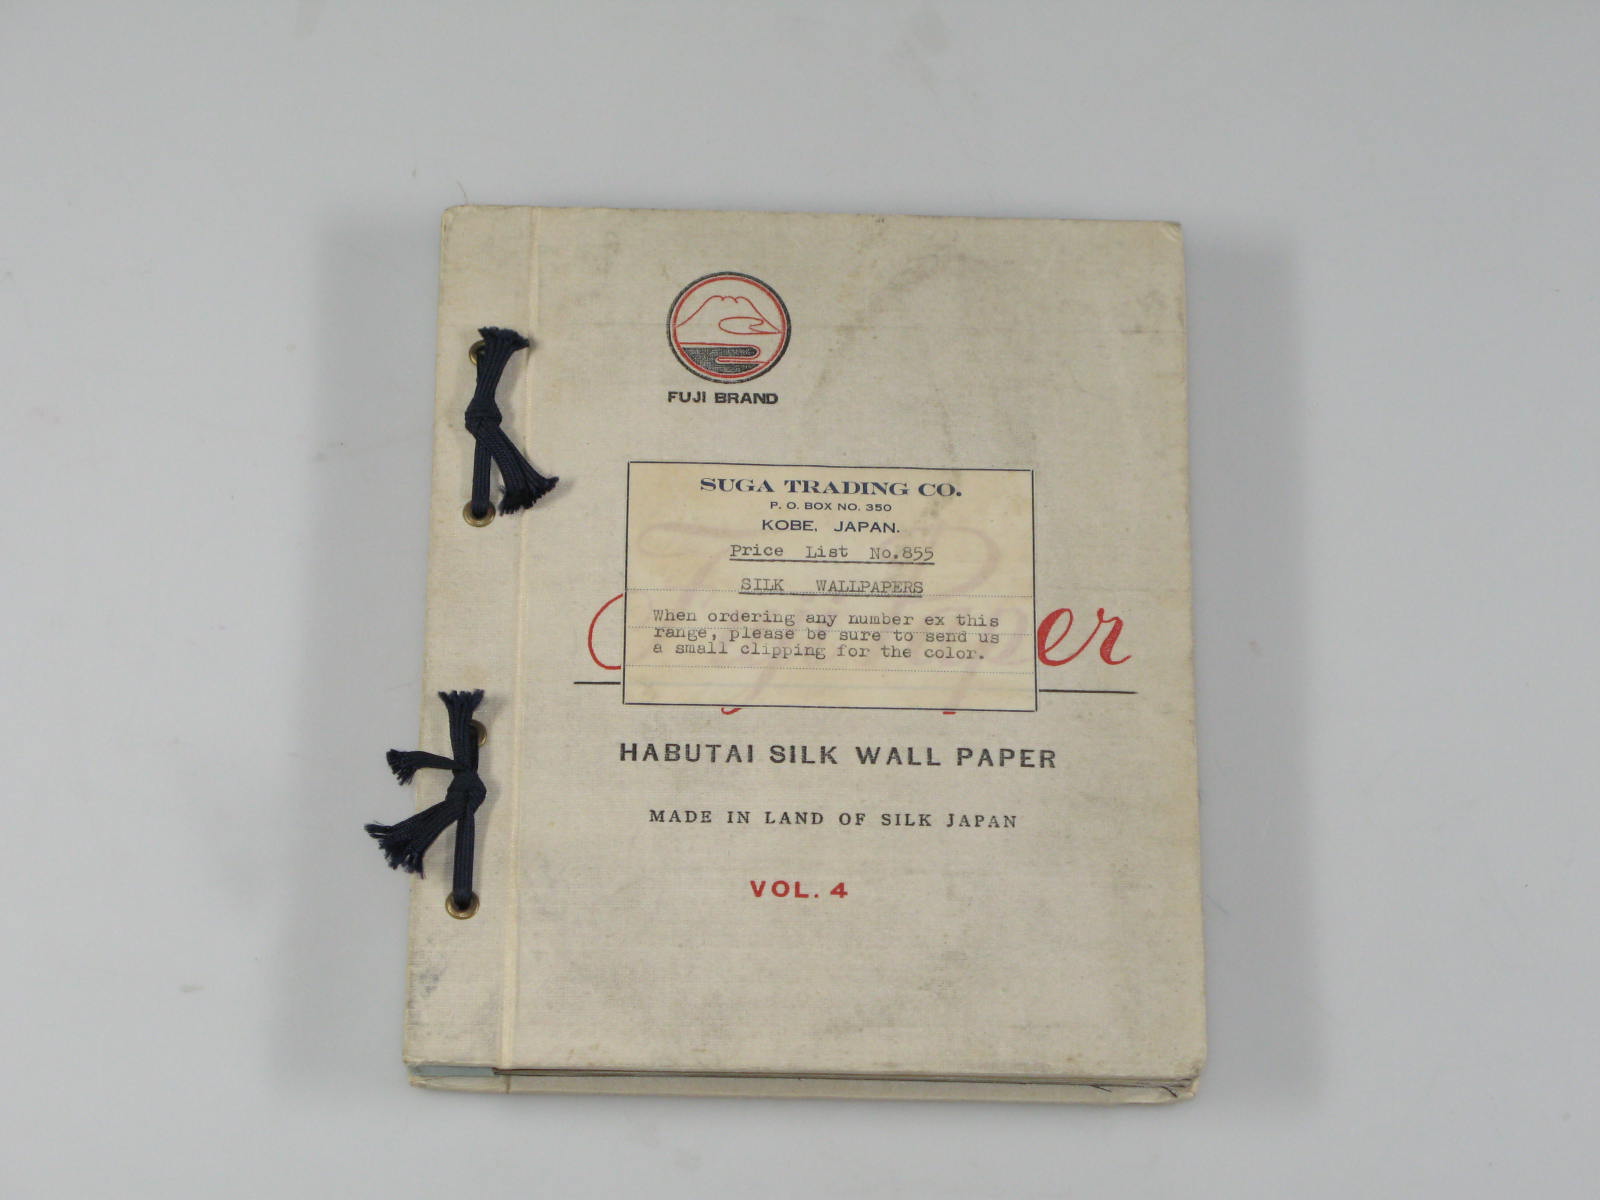 FUJI BRAND
SUGA TRADING CO.
P. O. BOX NO. 350
KOBE, JAPAN.
Price List No.855
SILK WALLPAPERS
When ordering any number ex this
range, please be sure to send us
a small clipping for the color.
er
HABUTAI SILK WALL PAPER
MADE IN LAND OF SILK JAPAN
VOL. 4